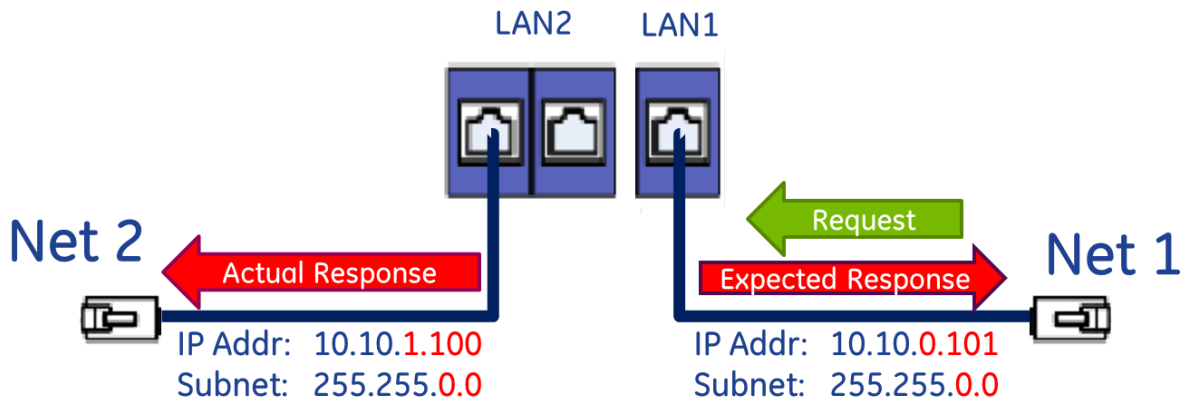 LAN2
LAN1
Request
Net 2
Actual Response
Expected Response
Net 1
IP Addr: 10.10.1.100
Subnet: 255.255.0.0
IP Addr: 10.10.0.101
Subnet: 255.255.0.0